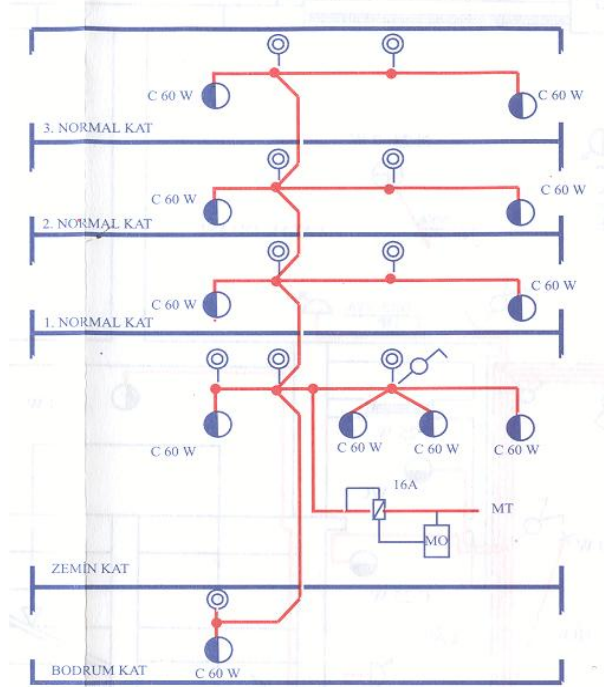 C 60 W
C 60 W
3. NORMAL KAT
C 60 W
C 60 W
2. NORMAL KAT
C 60 W
C 60 W
1. NORMAL KAT
C 60 W
C 60 W
C 60 W
C 60 W
16A
MT
MO
ZEMİN KAT
BODRUM KAT
C 60 W